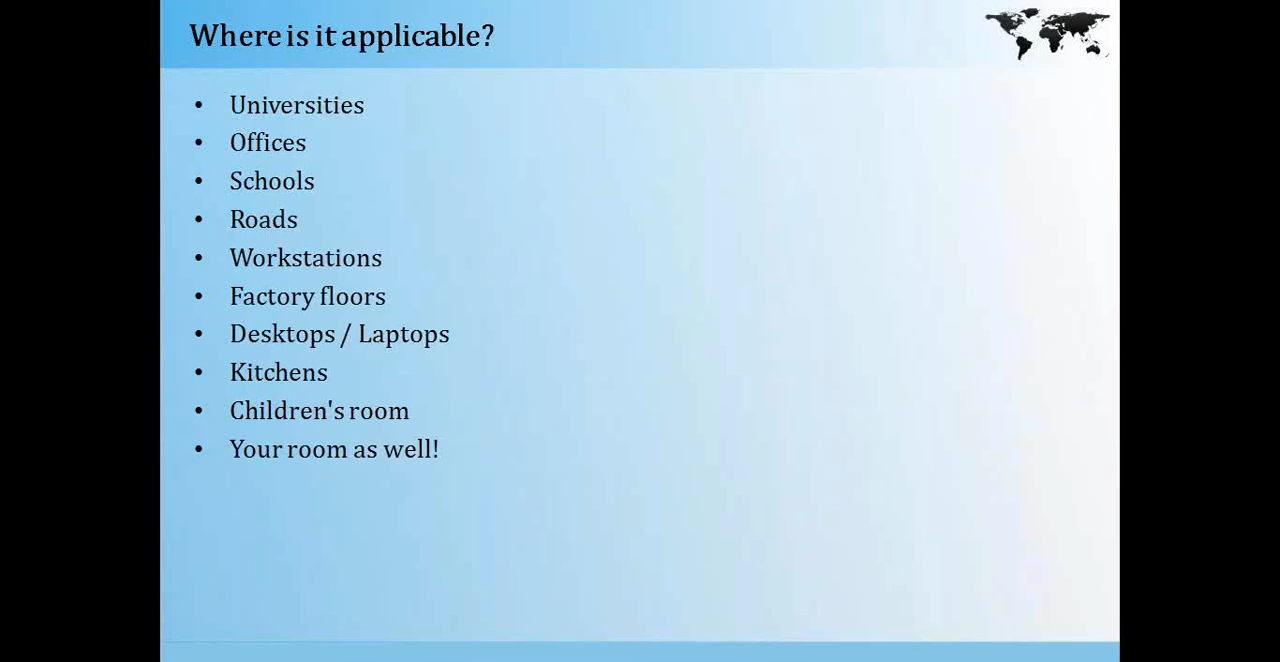 Where is it applicable?
• Universities
• Offices
• Schools
• Roads
• Workstations
• Factory floors
• Desktops / Laptops
• Kitchens
• Children's room
• Your room as well!